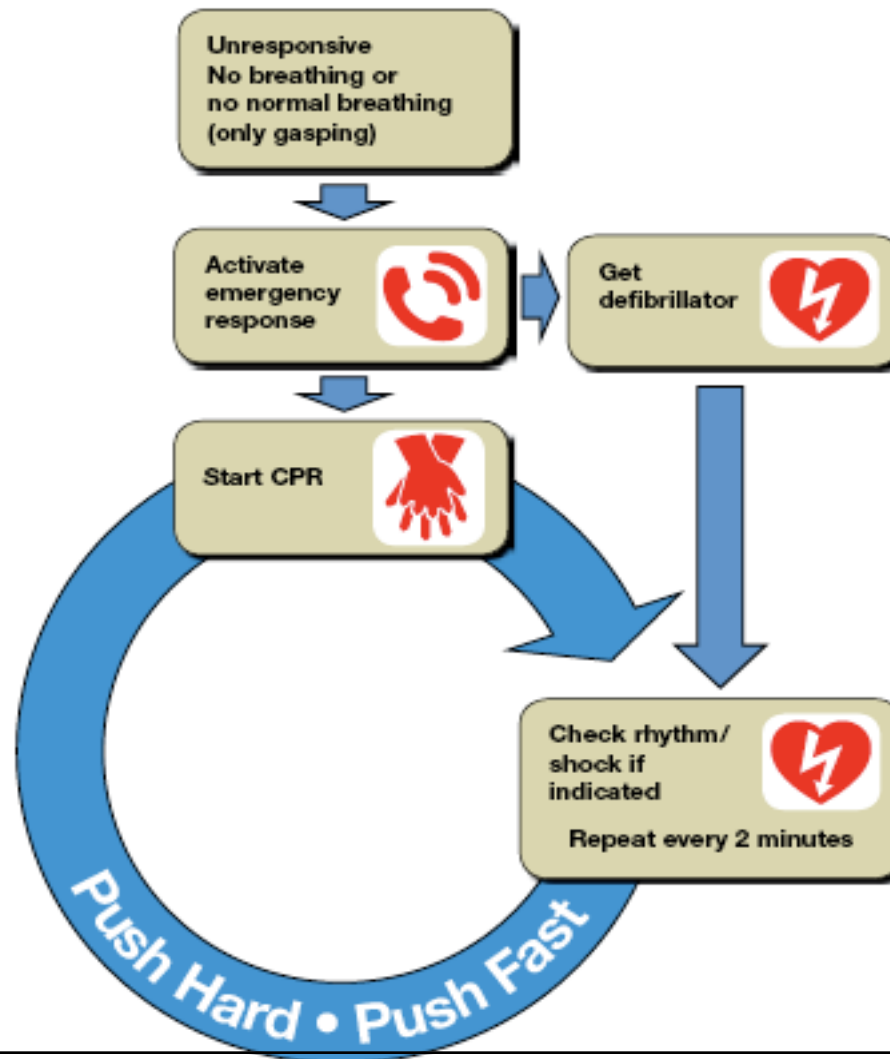 Unresponsive
No breathing or
no normal breathing
(only gasping)
Activate
emergency
response
Get
defibrillator
Start CPR
Check rhythm/
shock if
indicated
Repeat every 2 minutes
Push Hard • Push Fast